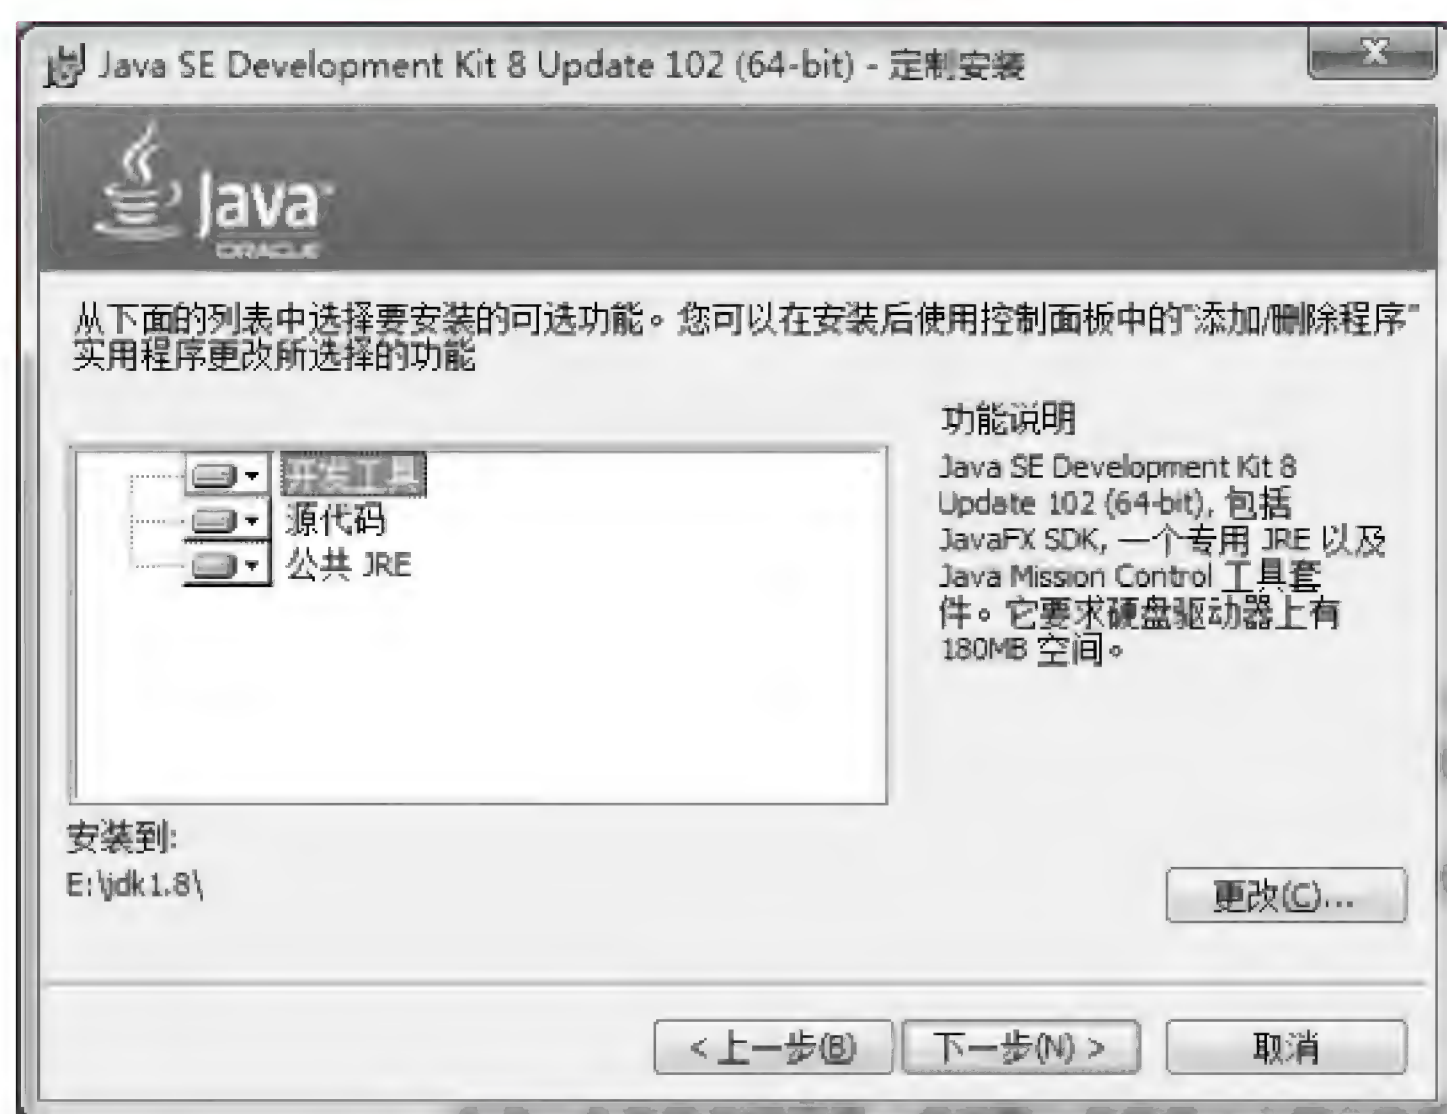 Java SE Development Kit 8 Update 102 (64-bit) - 定制安装
Java
ORACLE
从下面的列表中选择要安装的可选功能。您可以在安装后使用控制面板中的"添加/删除程序"
实用程序更改所选择的功能
功能说明
开发工具
源代码
公共 JRE
Java SE Development Kit 8
Update 102 (64-bit), 包括
JavaFX SDK, 一个专用 JRE 以及
Java Mission Control 工具套
件。它要求硬盘驱动器上有
180MB 空间。
安装到:
E:\jdk1.8\
更改(C)...
< 上一步(B)
下一步(N) >
取消